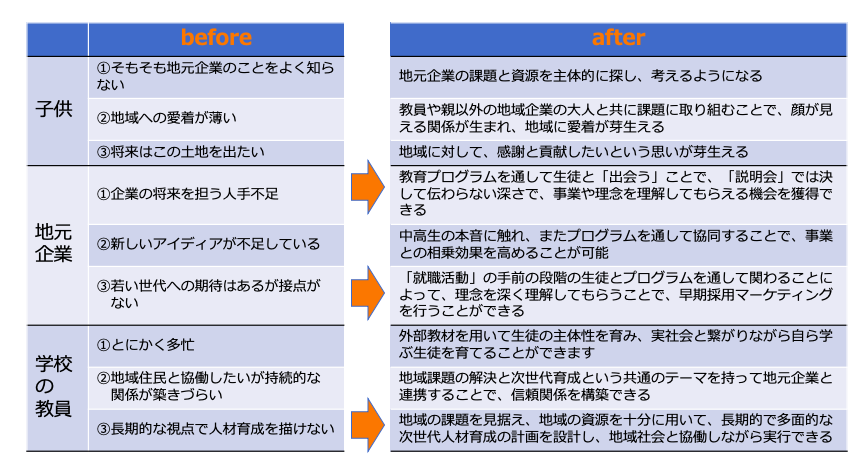 before
after
子供
①そもそも地元企業のことをよく知ら
ない
地元企業の課題と資源を主体的に探し、考えるようになる
②地域への愛着が薄い
教員や親以外の地域企業の大人と共に課題に取り組むことで、顔が見
える関係が生まれ、地域に愛着が芽生える
③将来はこの土地を出たい
地域に対して、感謝と貢献したいという思いが芽生える
地元
企業
①企業の将来を担う人手不足
教育プログラムを通して生徒と「出会う」ことで、「説明会」では決
して伝わらない深さで、事業や理念を理解してもらえる機会を獲得で
きる
②新しいアイディアが不足している
中高生の本音に触れ、またプログラムを通して協同することで、事業
との相乗効果を高めることが可能
③若い世代への期待はあるが接点が
ない
「就職活動」の手前の段階の生徒とプログラムを通して関わることに
よって、理念を深く理解してもらうことで、早期採用マーケティング
を行うことができる
学校
の
教員
①とにかく多忙
外部教材を用いて生徒の主体性を育み、実社会と繋がりながら自ら学
ぶ生徒を育てることができます
②地域住民と協働したいが持続的な
関係が築きづらい
地域課題の解決と次世代育成という共通のテーマを持って地元企業と
連携することで、信頼関係を構築できる
③長期的な視点で人材育成を描けない
地域の課題を見据え、地域の資源を十分に用いて、長期的で多面的な
次世代人材育成の計画を設計し、地域社会と協働しながら実行できる